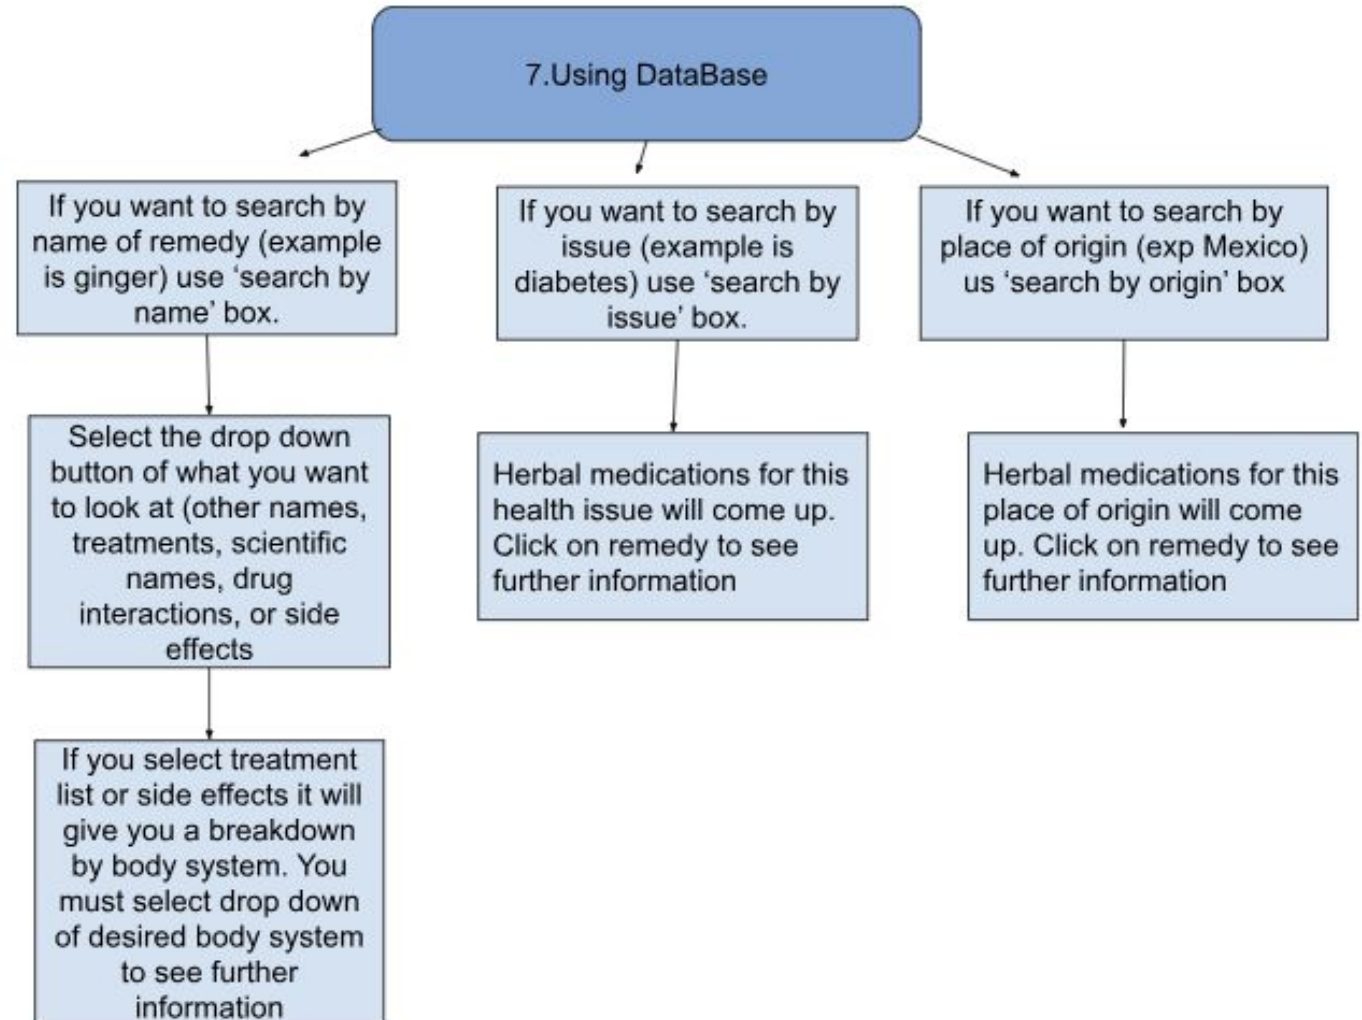 7.Using DataBase
If you want to search by
name of remedy (example
is ginger) use ‘search by
name’ box.
Select the drop down
button of what you want
to look at (other names,
treatments, scientific
names, drug
interactions, or side
effects
If you select treatment
list or side effects it will
give you a breakdown
by body system. You
must select drop down
of desired body system
to see further
information
If you want to search by
issue (example is
diabetes) use ‘search by
issue’ box.
Herbal medications for this
health issue will come up.
Click on remedy to see
further information
If you want to search by
place of origin (exp Mexico)
us ‘search by origin’ box
Herbal medications for this
place of origin will come
up. Click on remedy to see
further information